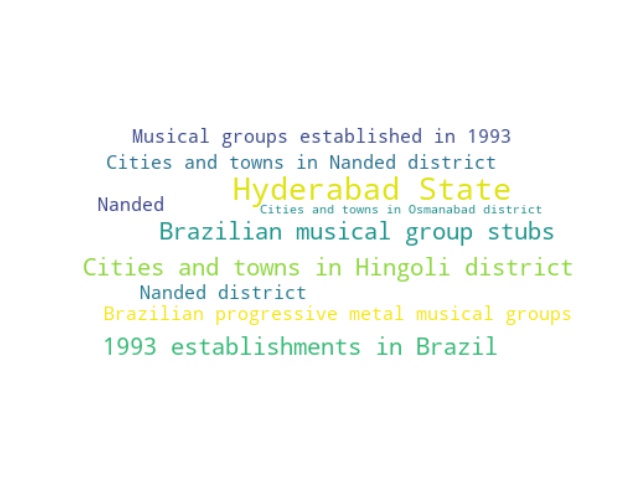 Musical groups established in 1993
Cities and towns in Nanded district
Hyderabad State
Nanded
Cities and towns in Osmanabad district
Brazilian musical group stubs
Cities and towns in Hingoli district
Nanded district
Brazilian progressive metal musical groups
1993 establishments in Brazil